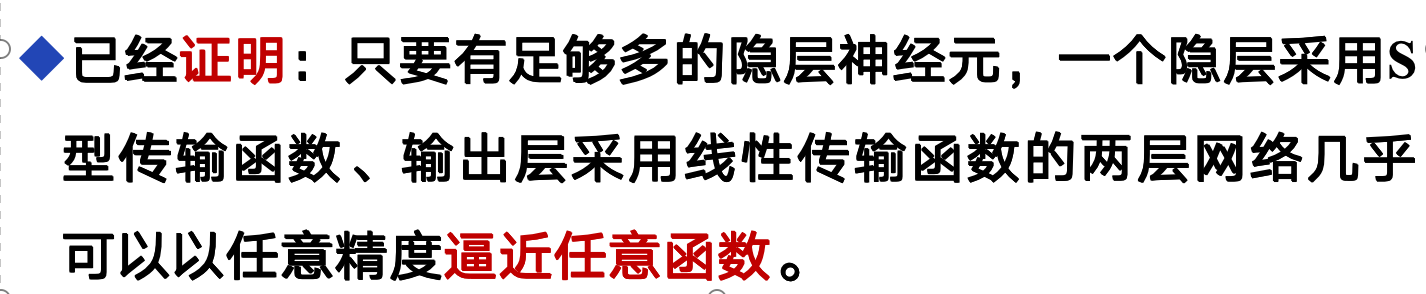 已经证明：只要有足够多的隐层神经元，一个隐层采用S
型传输函数、输出层采用线性传输函数的两层网络几乎
可以以任意精度逼近任意函数。